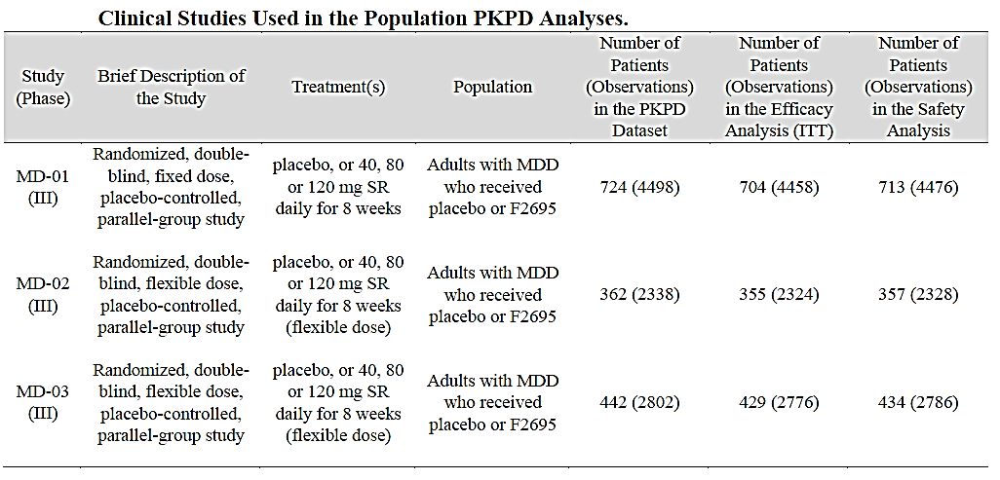 Clinical Studies Used in the Population PKPD Analyses.
Study
(Phase)
Brief Description of
the Study
Treatment(s)
Population
Number of
Patients
(Observations)
in the PKPD
Dataset
Number of
Patients
(Observations)
in the Efficacy
Analysis (ITT)
Number of
Patients
(Observations)
in the Safety
Analysis
MD-01
(III)
Randomized, double-
blind, fixed dose,
placebo-controlled,
parallel-group study
placebo, or 40, 80
or 120 mg SR
daily for 8 weeks
Adults with MDD
who received
placebo or F2695
724 (4498)
704 (4458)
713 (4476)
MD-02
(III)
Randomized, double-
blind, flexible dose,
placebo-controlled,
parallel-group study
placebo, or 40, 80
or 120 mg SR
daily for 8 weeks
(flexible dose)
Adults with MDD
who received
placebo or F2695
362 (2338)
355 (2324)
357 (2328)
MD-03
(III)
Randomized, double-
blind, flexible dose,
placebo-controlled,
parallel-group study
placebo, or 40, 80
or 120 mg SR
daily for 8 weeks
(flexible dose)
Adults with MDD
who received
placebo or F2695
442 (2802)
429 (2776)
434 (2786)